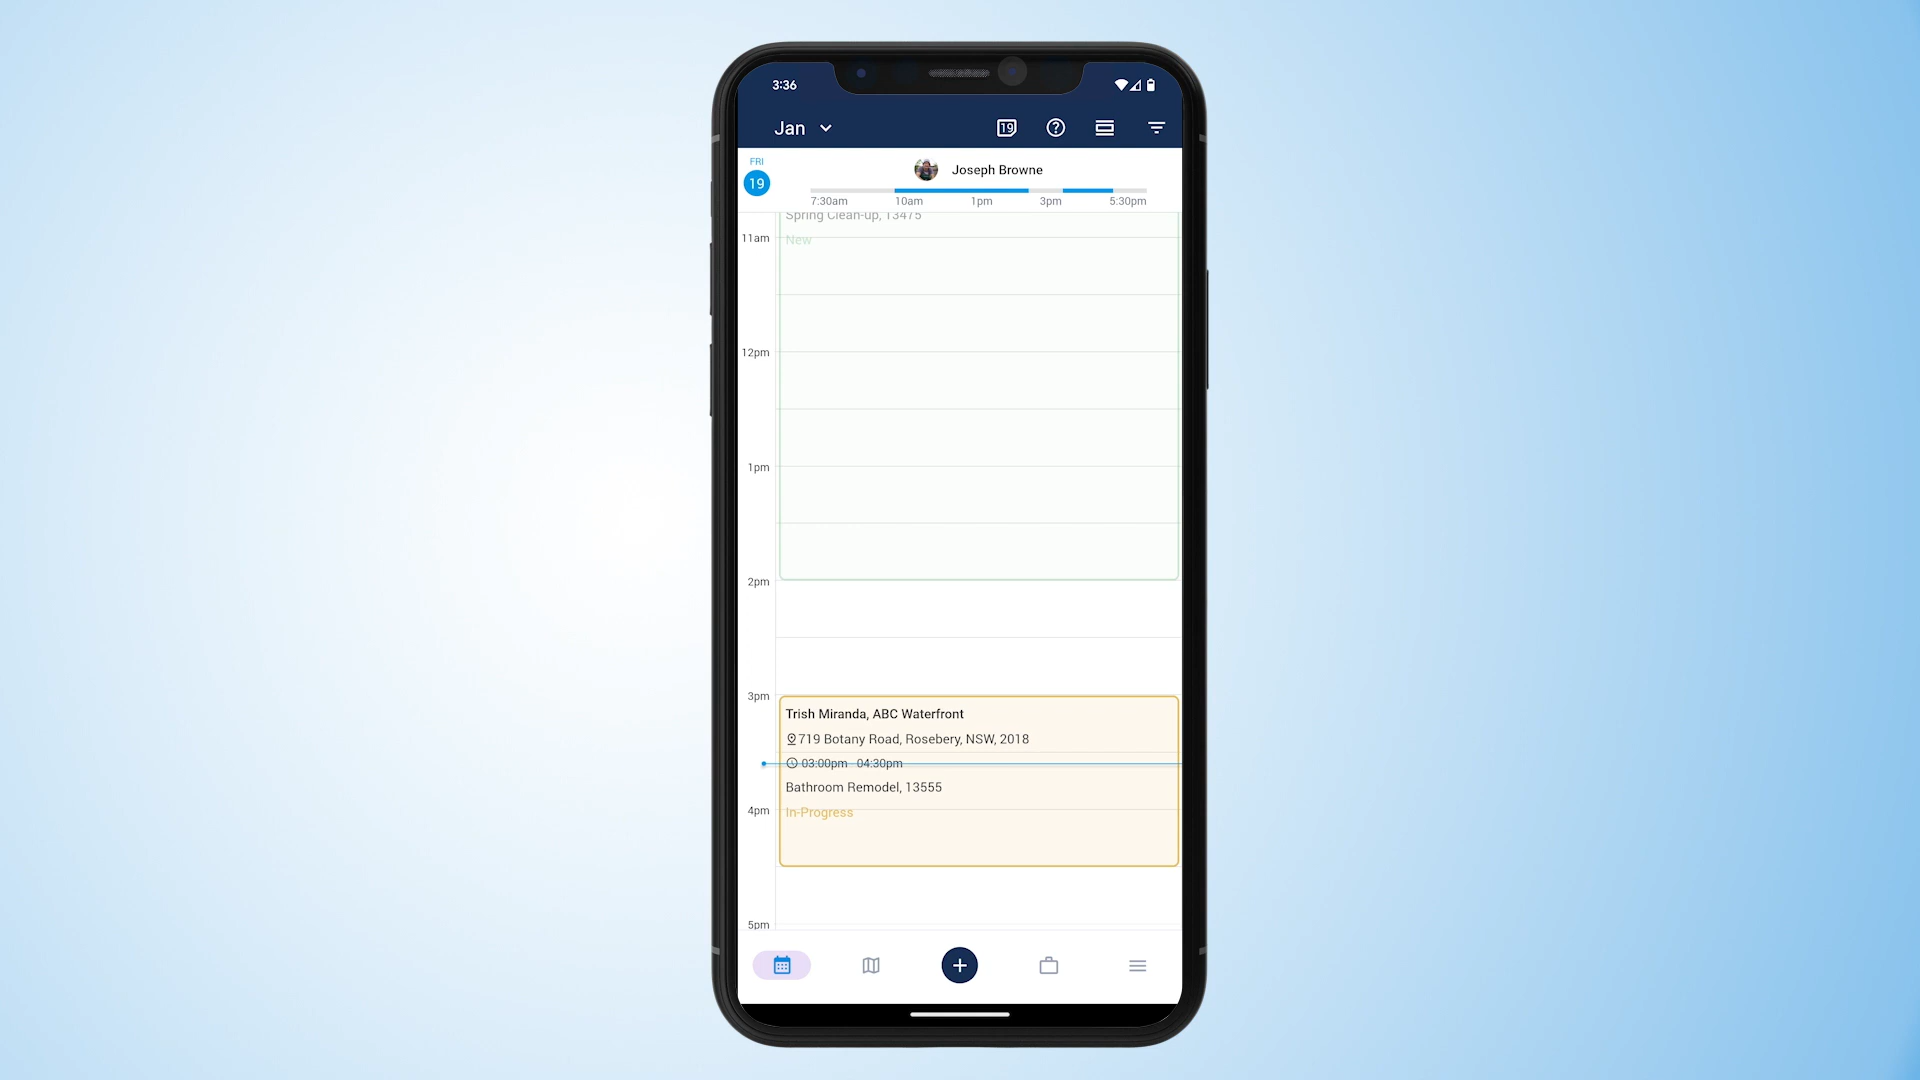 3:36
Jan
19
FRI
19
Joseph Browne
7:30am 10am 1pm 3pm 5:30pm
Spring Clean-up, 13475
11am
New
12pm
1pm
2pm
3pm
Trish Miranda, ABC Waterfront
719 Botany Road, Rosebery, NSW, 2018
03:00pm 04:30pm
Bathroom Remodel, 13555
4pm
In-Progress
5pm